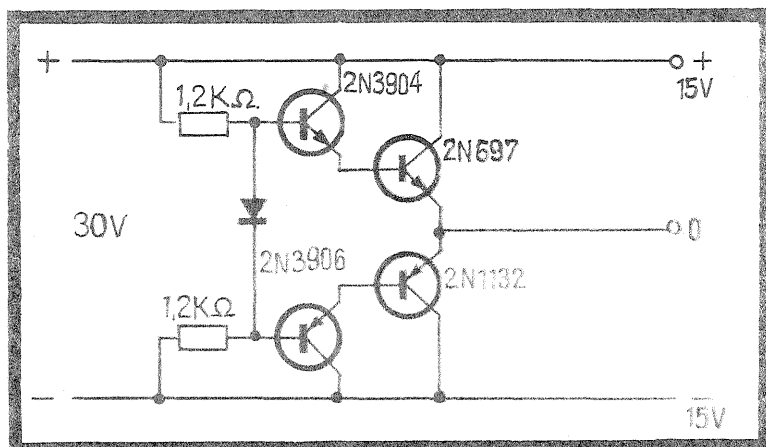 +
+
15V
2N3904
1,2KΩ.
2N697
30V
0
2N3906
2N1132
1,2KΩ
−
−
15V